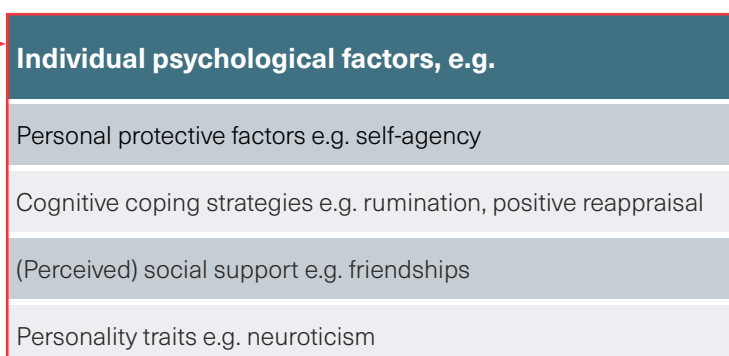 Individual psychological factors, e.g.
Personal protective factors e.g. self-agency
Cognitive coping strategies e.g. rumination, positive reappraisal
(Perceived) social support e.g. friendships
Personality traits e.g. neuroticism